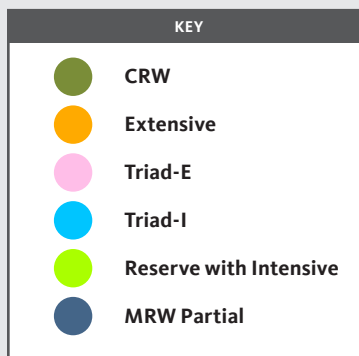 KEY
CRW
Extensive
Triad-E
Triad-I
Reserve with Intensive
MRW Partial